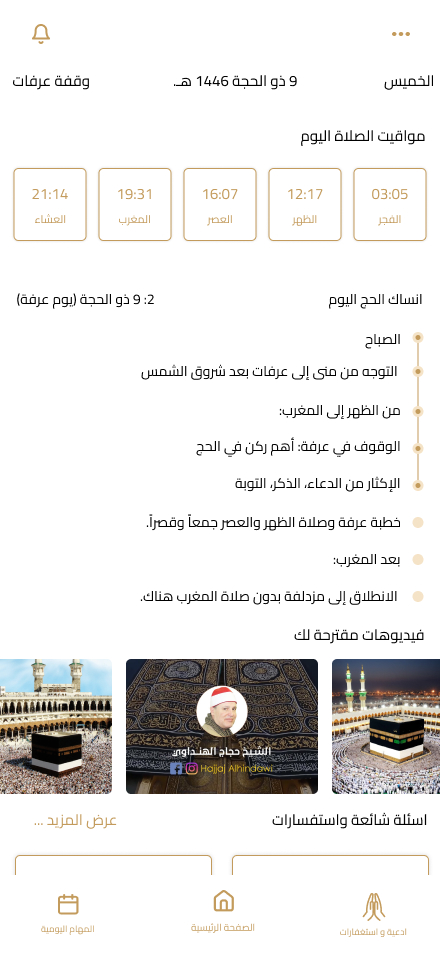 الخميس
9 ذو الحجة 1446 هـ.
وقفة عرفات
مواقيت الصلاة اليوم
03:05
12:17
16:07
19:31
21:14
الفجر
الظهر
العصر
المغرب
العشاء
انساك الحج اليوم
2: 9 ذو الحجة (يوم عرفة)
الصباح
التوجه من منى إلى عرفات بعد شروق الشمس
من الظهر إلى المغرب:
الوقوف في عرفة: أهم ركن في الحج
الإكثار من الدعاء، الذكر، التوبة
خطبة عرفة وصلاة الظهر والعصر جمعاً وقصراً.
بعد المغرب:
الانطلاق إلى مزدلفة بدون صلاة المغرب هناك.
فيديوهات مقترحة لك
الشيخ حجاج الهنداوي
Hajjaj Alhindawi
اسئلة شائعة واستفسارات
عرض المزيد ...
ادعية و استغفارات
الصفحة الرئيسية
المهام اليومية